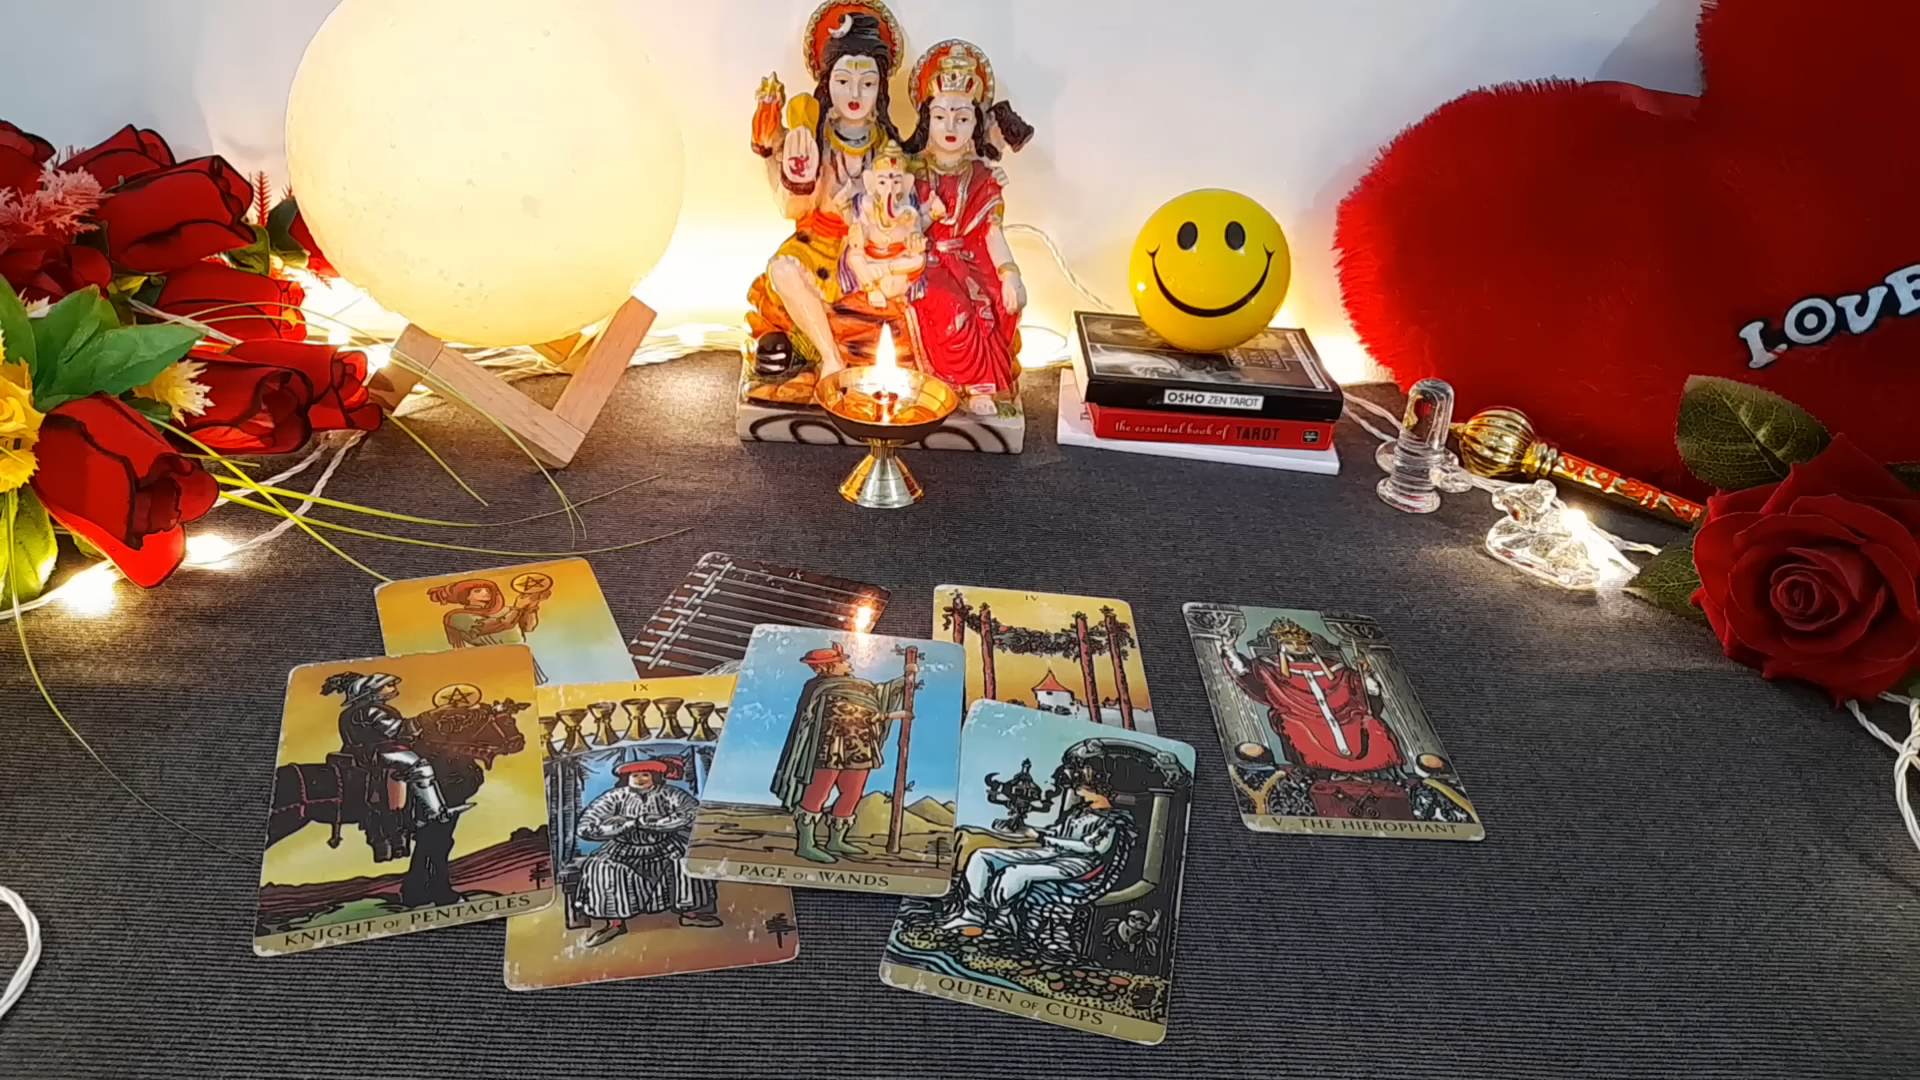 ॐ
LOVE
OSHO ZEN TAROT
the essential book of TAROT
IX
IV
IX
V · THE HIEROPHANT
PAGE OF WANDS
KNIGHT OF PENTACLES
QUEEN OF CUPS